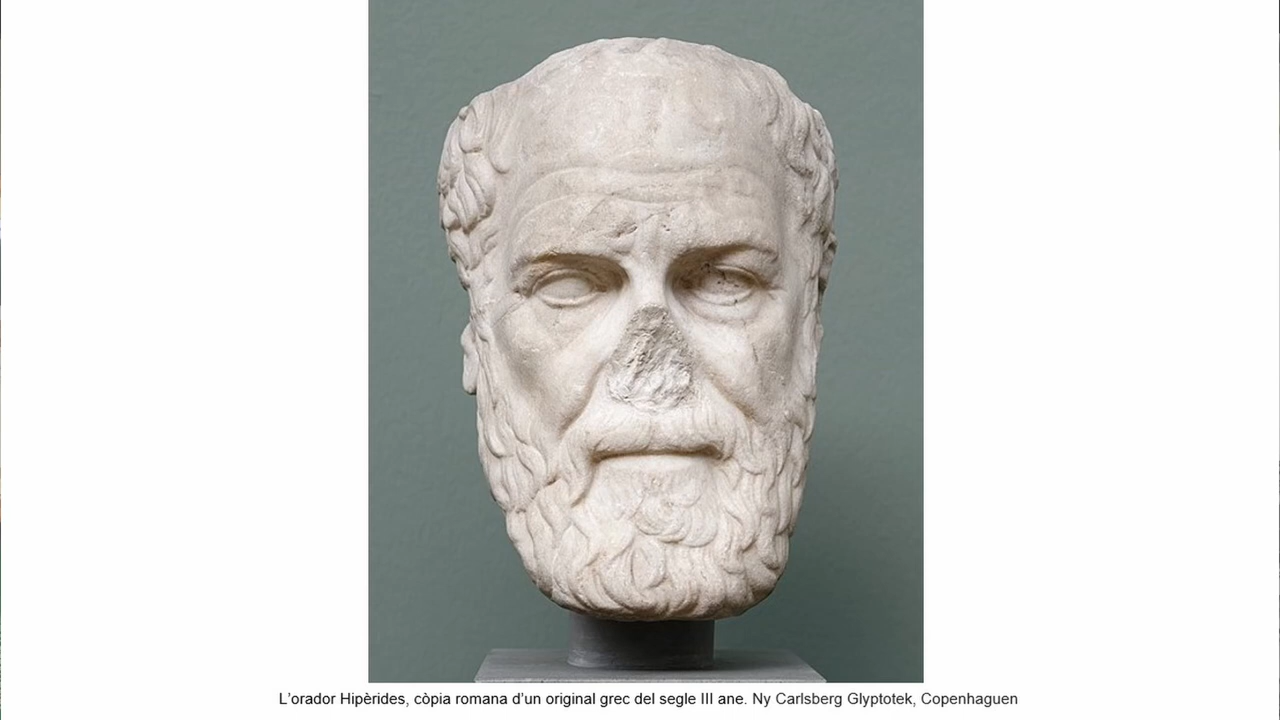 L’orador Hipèrides, còpia romana d’un original grec del segle III ane. Ny Carlsberg Glyptotek, Copenhaguen